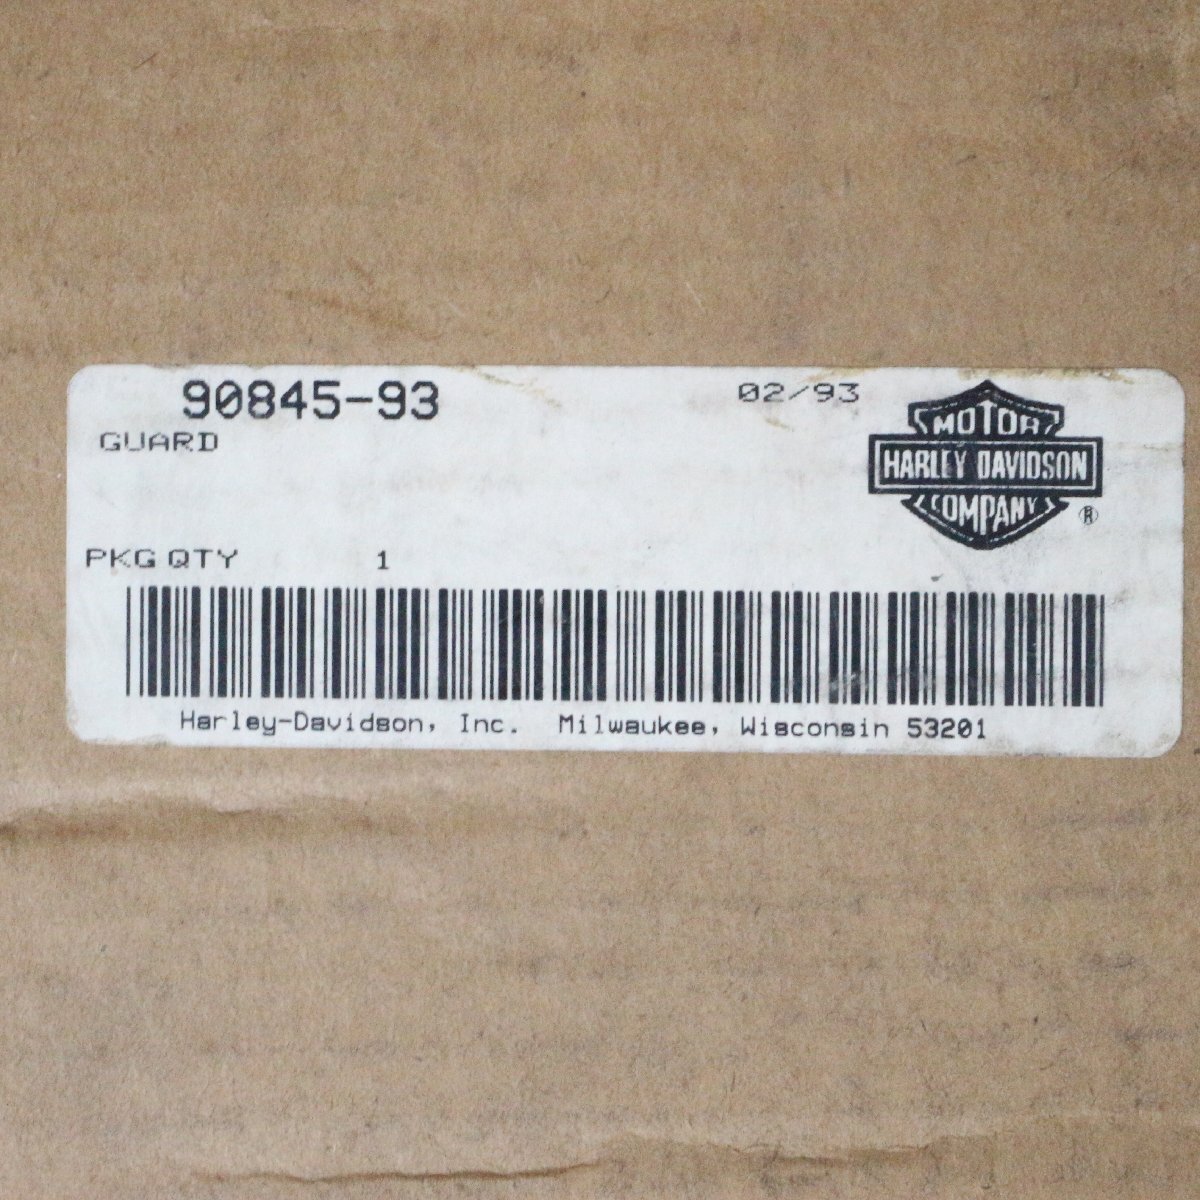 90845-93
02/93
GUARD
MOTOR
HARLEY DAVIDSON
COMPANY
®
PKG QTY 1
Harley-Davidson, Inc. Milwaukee, Wisconsin 53201